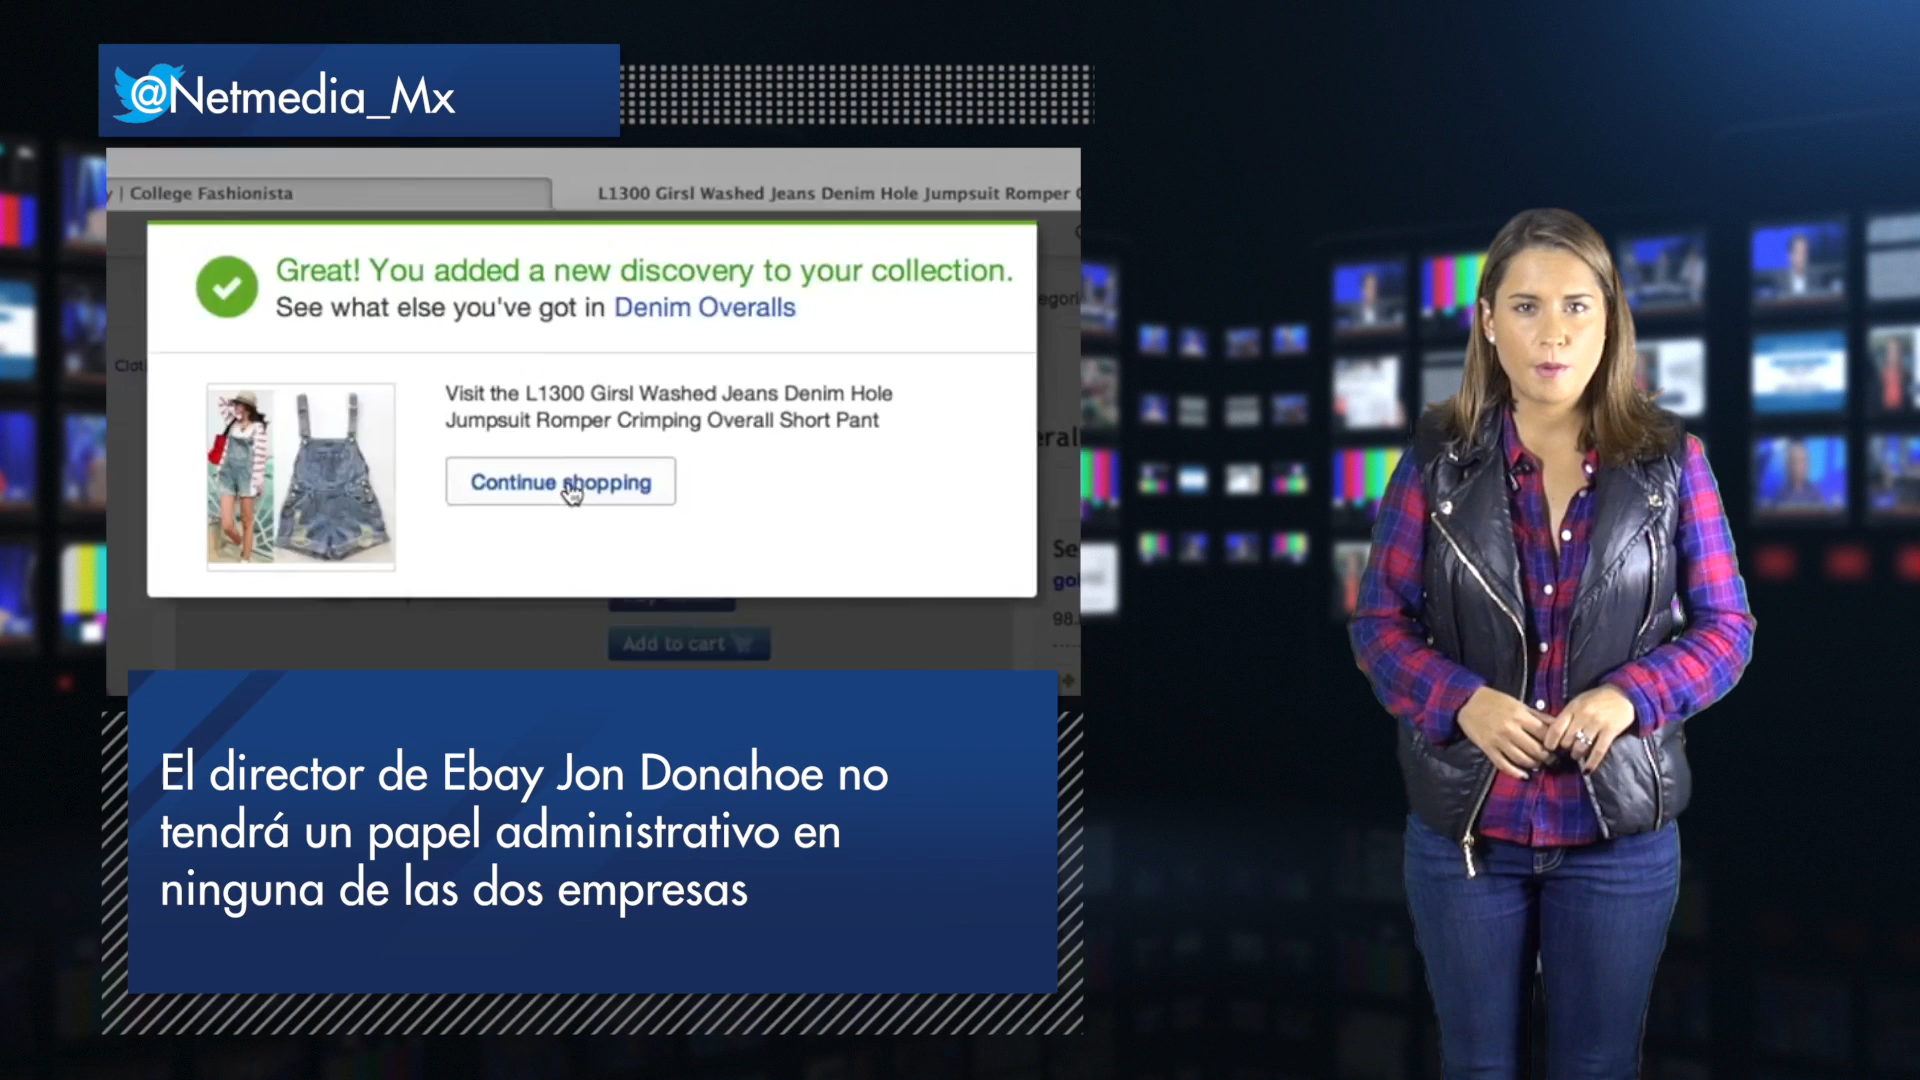 @Netmedia_Mx
| College Fashionista
L1300 Girsl Washed Jeans Denim Hole Jumpsuit Romper
Great! You added a new discovery to your collection.
See what else you've got in Denim Overalls
Visit the L1300 Girsl Washed Jeans Denim Hole
Jumpsuit Romper Crimping Overall Short Pant
Continue shopping
Add to cart
El director de Ebay Jon Donahoe no
tendrá un papel administrativo en
ninguna de las dos empresas